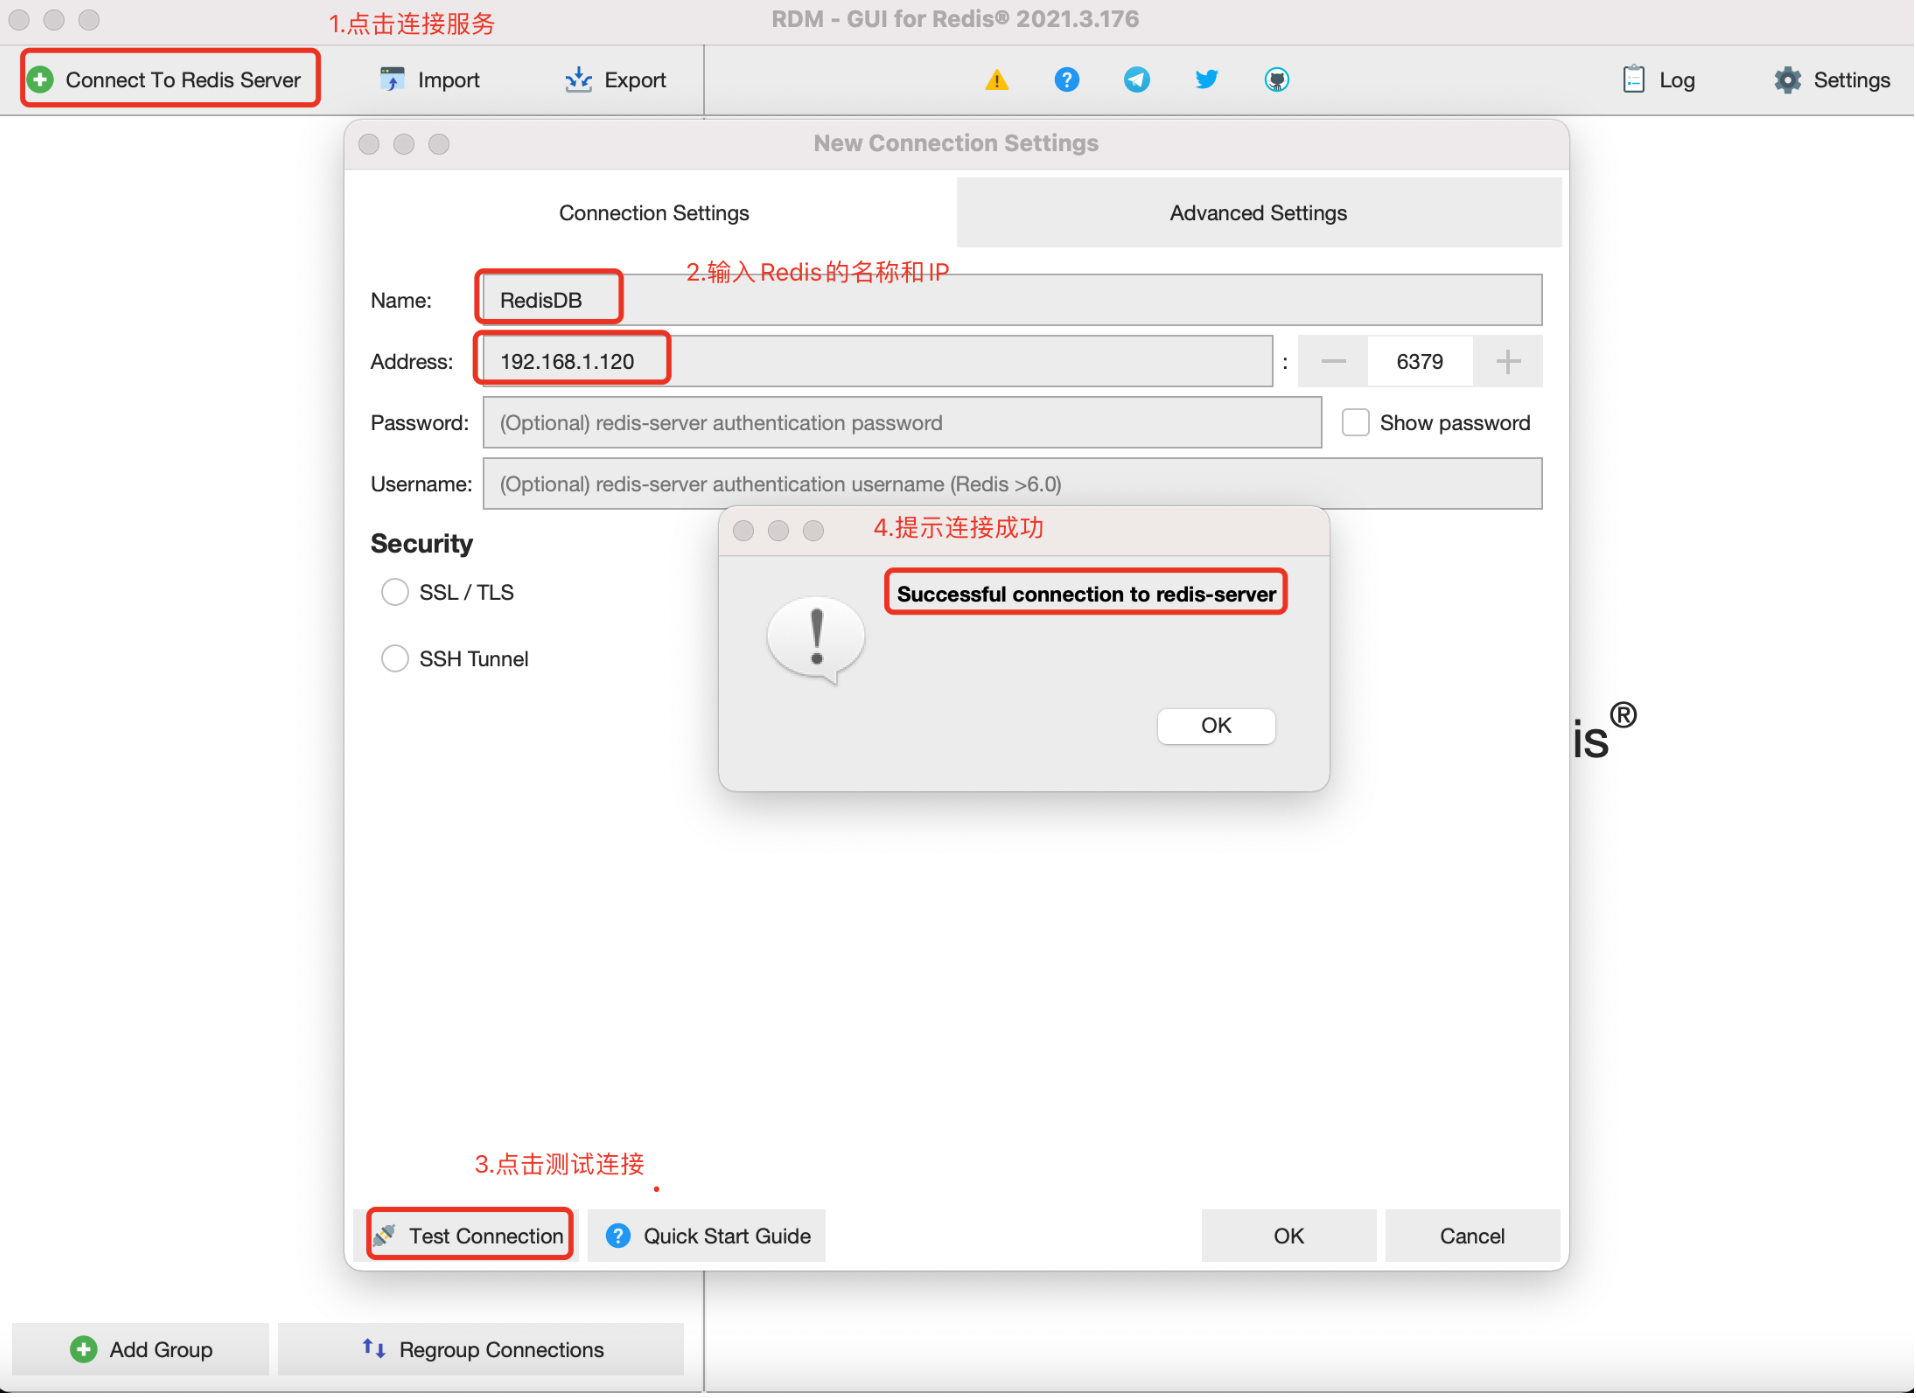 1.点击连接服务
RDM - GUI for Redis® 2021.3.176
Connect To Redis Server
Import
Export
Log
Settings
New Connection Settings
Connection Settings
Advanced Settings
2.输入Redis的名称和IP
Name:
RedisDB
Address:
192.168.1.120
:
6379
Password:
(Optional) redis-server authentication password
Show password
Username:
(Optional) redis-server authentication username (Redis >6.0)
4.提示连接成功
Security
Successful connection to redis-server
SSL / TLS
SSH Tunnel
OK
is®
3.点击测试连接
Test Connection
Quick Start Guide
OK
Cancel
Add Group
Regroup Connections